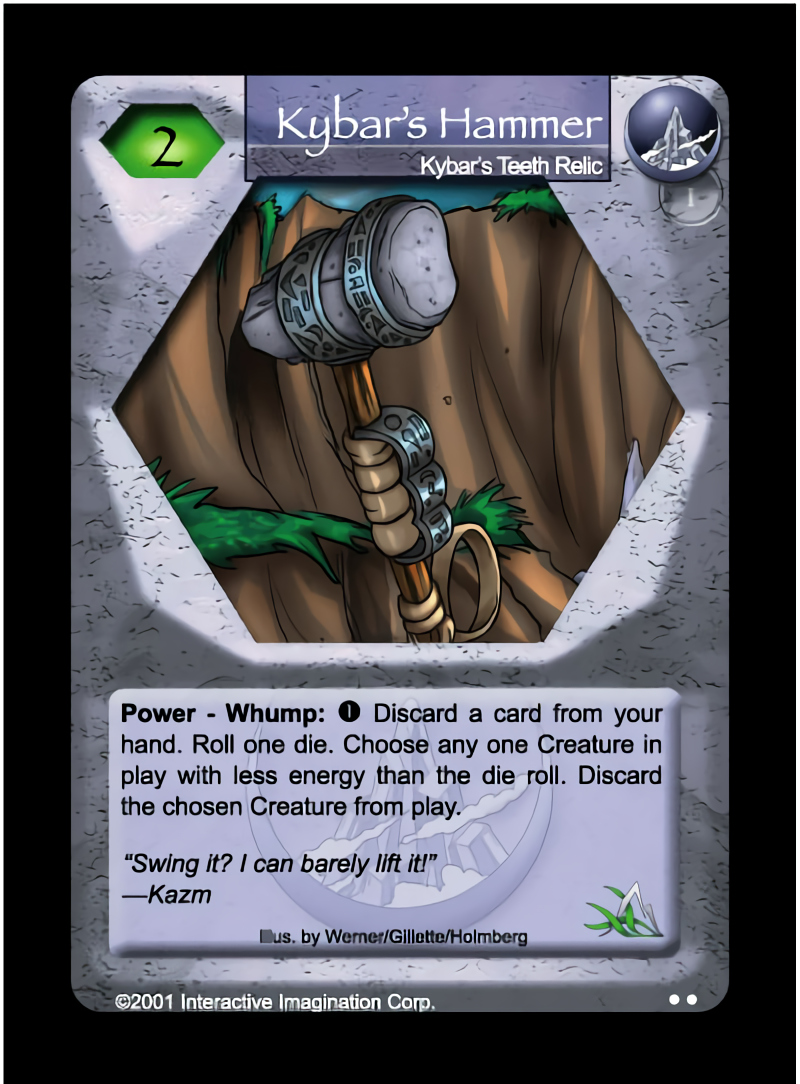 2
Kybar's Hammer
Kybar's Teeth Relic
1
Power - Whump: ❶ Discard a card from your
hand. Roll one die. Choose any one Creature in
play with less energy than the die roll. Discard
the chosen Creature from play.
"Swing it? I can barely lift it!"
—Kazm
Illus. by Werner/Gillette/Holmberg
©2001 Interactive Imagination Corp.